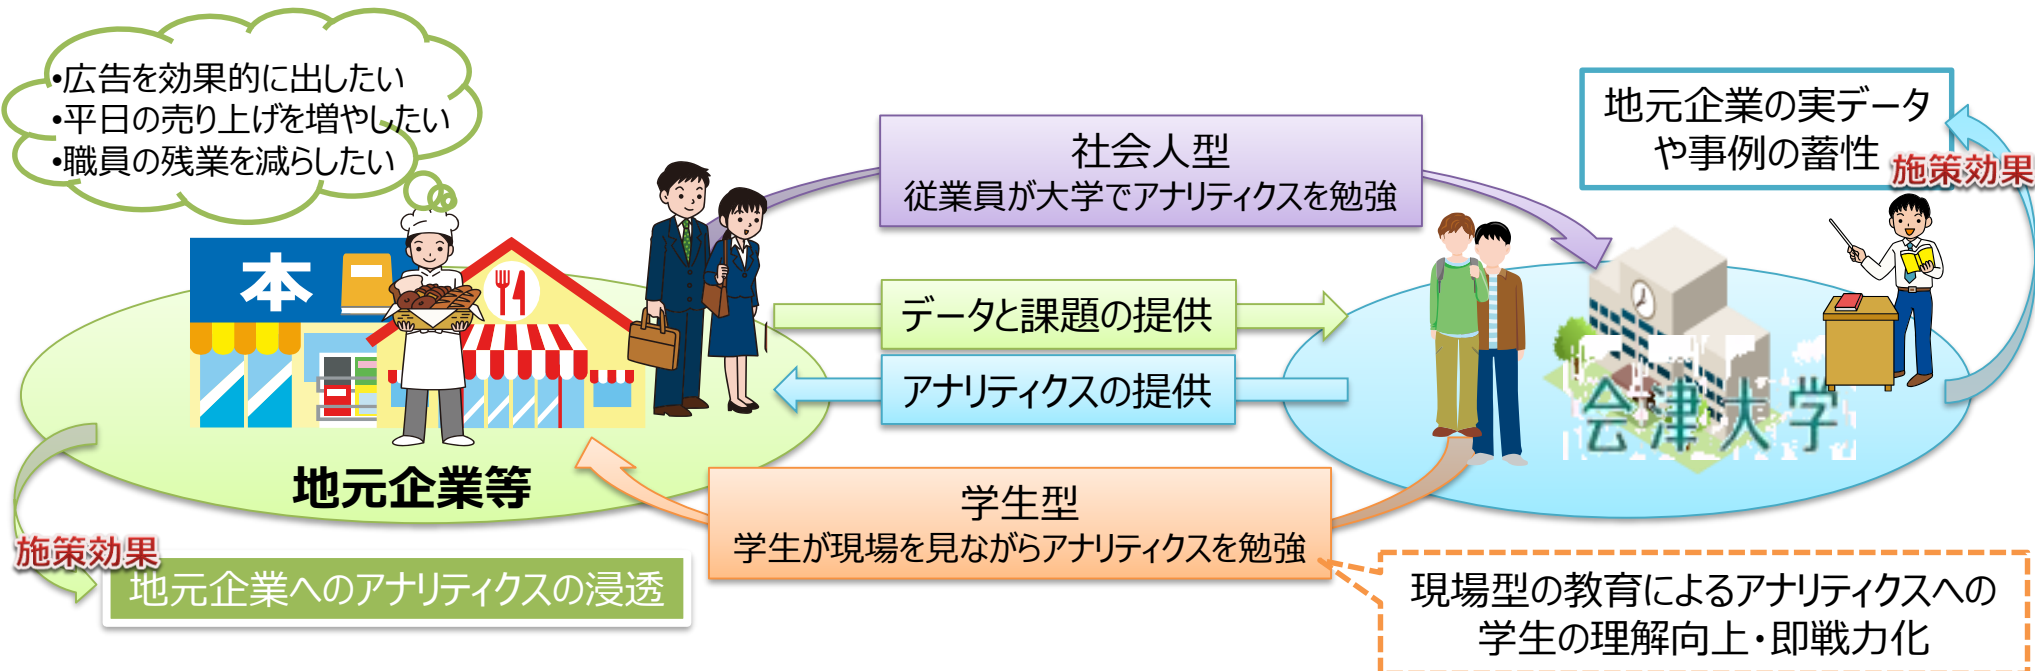 •広告を効果的に出したい
•平日の売り上げを増やしたい
•職員の残業を減らしたい
本
地元企業等
施策効果
地元企業へのアナリティクスの浸透
社会人型
従業員が大学でアナリティクスを勉強
データと課題の提供
アナリティクスの提供
学生型
学生が現場を見ながらアナリティクスを勉強
地元企業の実データ
や事例の蓄性
施策効果
会津大学
現場型の教育によるアナリティクスへの
学生の理解向上・即戦力化